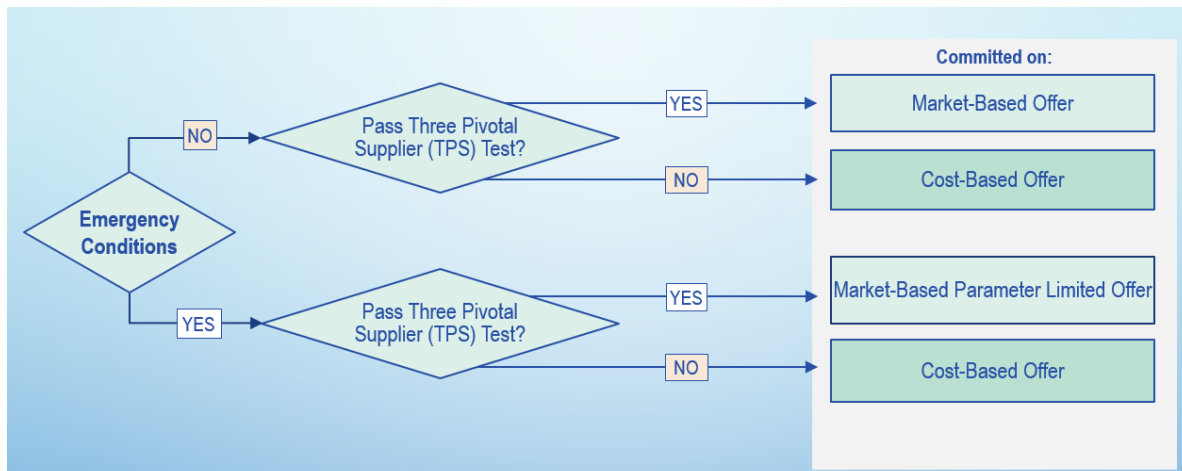 Committed on:
YES
Market-Based Offer
Pass Three Pivotal
Supplier (TPS) Test?
NO
NO
Cost-Based Offer
Emergency
Conditions
YES
Market-Based Parameter Limited Offer
Pass Three Pivotal
Supplier (TPS) Test?
YES
NO
Cost-Based Offer